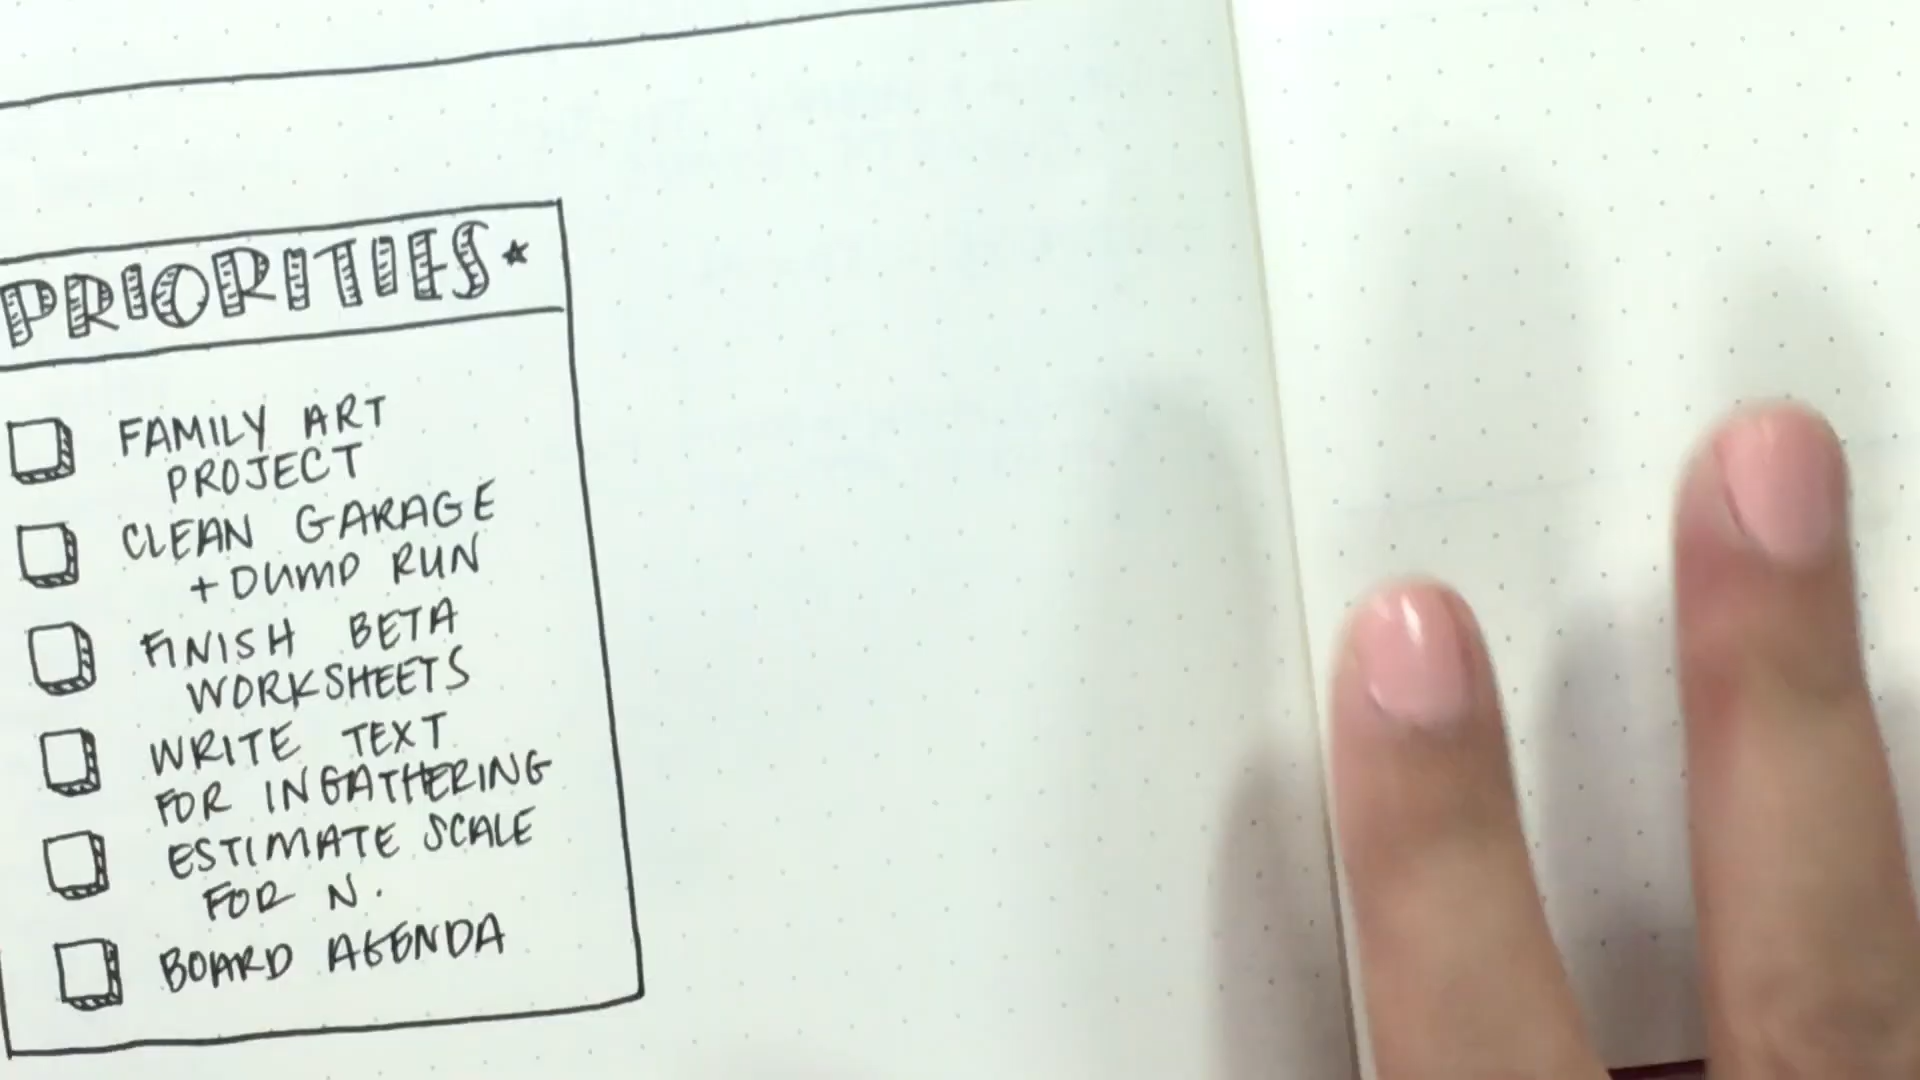 PRIORITIES
FAMILY ART
PROJECT
CLEAN GARAGE
+ DUMP RUN
FINISH BETA
WORKSHEETS
WRITE TEXT
FOR INGATHERING
ESTIMATE SCALE
FOR N.
BOARD AGENDA